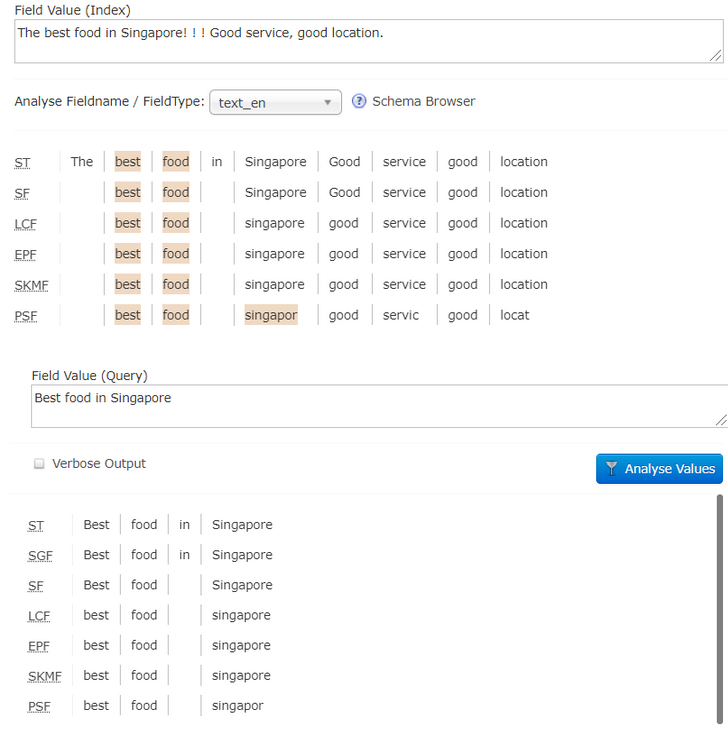 Field Value (Index)
The best food in Singapore! ! ! Good service, good location.
Analyse Fieldname / FieldType: text_en ? Schema Browser
ST The best food in Singapore Good service good location
SF best food Singapore Good service good location
LCF best food singapore good service good location
EPF best food singapore good service good location
SKMF best food singapore good service good location
PSF best food singapor good servic good locat
Field Value (Query)
Best food in Singapore
Verbose Output Analyse Values
ST Best food in Singapore
SGF Best food in Singapore
SF Best food Singapore
LCF best food singapore
EPF best food singapore
SKMF best food singapore
PSF best food singapor